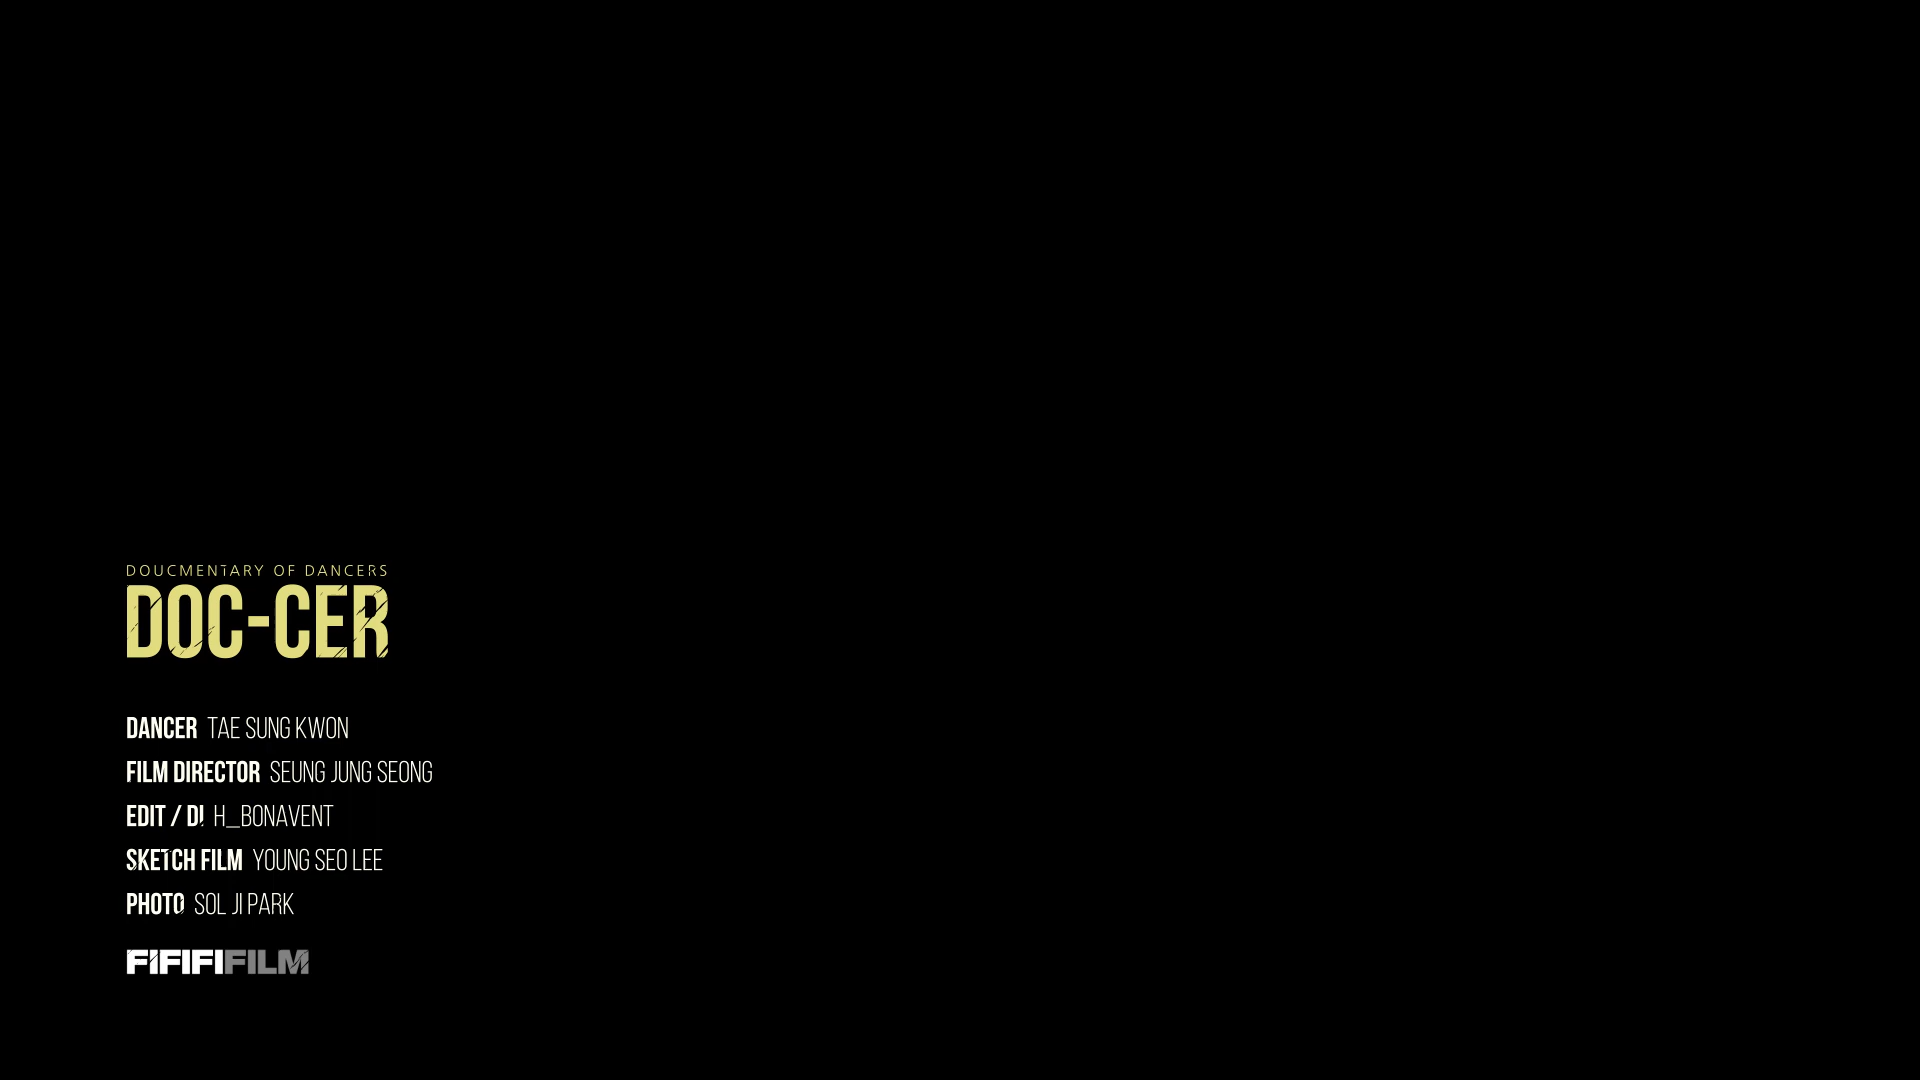 DOUCMENTARY OF DANCERS
DOC-CER
DANCER TAE SUNG KWON
FILM DIRECTOR SEUNG JUNG SEONG
EDIT / DI H_BONAVENT
SKETCH FILM YOUNG SEO LEE
PHOTO SOL JI PARK
FIFIFIFILM